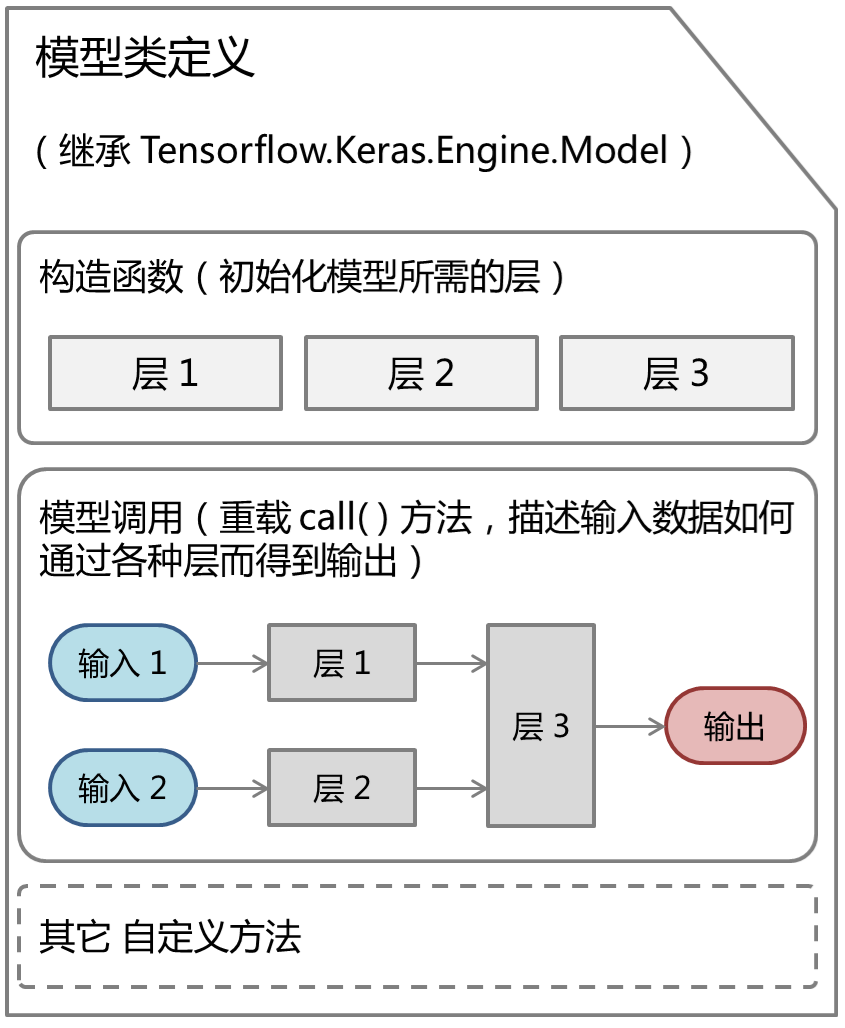 模型类定义
（继承 Tensorflow.Keras.Engine.Model）
构造函数（初始化模型所需的层）
层 1
层 2
层 3
模型调用（重载 call( ) 方法，描述输入数据如何
通过各种层而得到输出）
输入 1
层 1
层 3
输出
输入 2
层 2
其它 自定义方法